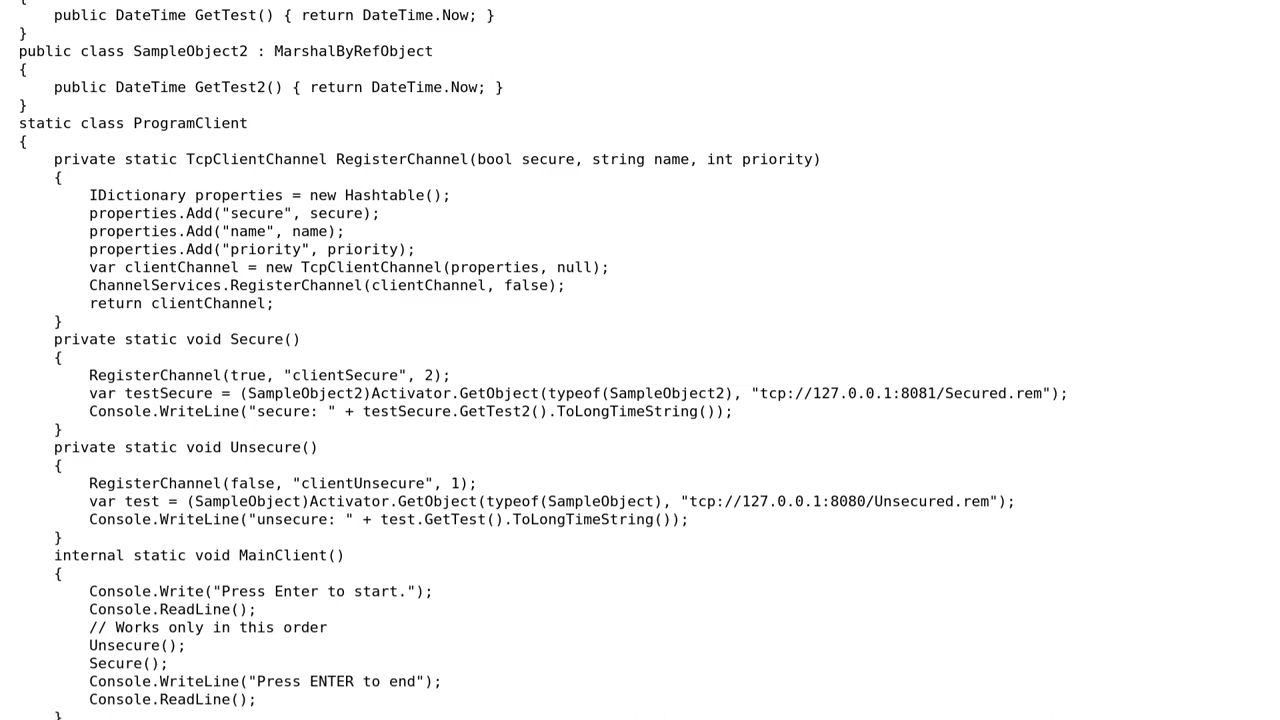 {
    public DateTime GetTest() { return DateTime.Now; }
}
public class SampleObject2 : MarshalByRefObject
{
    public DateTime GetTest2() { return DateTime.Now; }
}
static class ProgramClient
{
    private static TcpClientChannel RegisterChannel(bool secure, string name, int priority)
    {
        IDictionary properties = new Hashtable();
        properties.Add("secure", secure);
        properties.Add("name", name);
        properties.Add("priority", priority);
        var clientChannel = new TcpClientChannel(properties, null);
        ChannelServices.RegisterChannel(clientChannel, false);
        return clientChannel;
    }
    private static void Secure()
    {
        RegisterChannel(true, "clientSecure", 2);
        var testSecure = (SampleObject2)Activator.GetObject(typeof(SampleObject2), "tcp://127.0.0.1:8081/Secured.rem");
        Console.WriteLine("secure: " + testSecure.GetTest2().ToLongTimeString());
    }
    private static void Unsecure()
    {
        RegisterChannel(false, "clientUnsecure", 1);
        var test = (SampleObject)Activator.GetObject(typeof(SampleObject), "tcp://127.0.0.1:8080/Unsecured.rem");
        Console.WriteLine("unsecure: " + test.GetTest().ToLongTimeString());
    }
    internal static void MainClient()
    {
        Console.Write("Press Enter to start.");
        Console.ReadLine();
        // Works only in this order
        Unsecure();
        Secure();
        Console.WriteLine("Press ENTER to end");
        Console.ReadLine();
    }